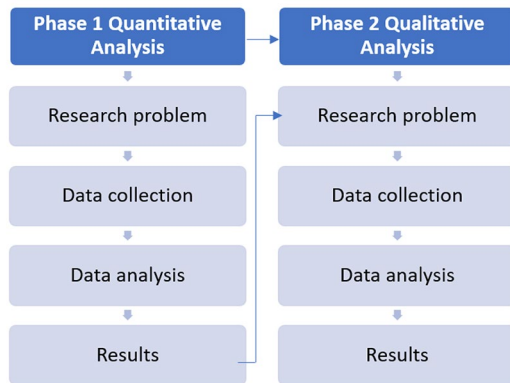 Phase 1 Quantitative
Analysis
Research problem
Data collection
Data analysis
Results
Phase 2 Qualitative
Analysis
Research problem
Data collection
Data analysis
Results